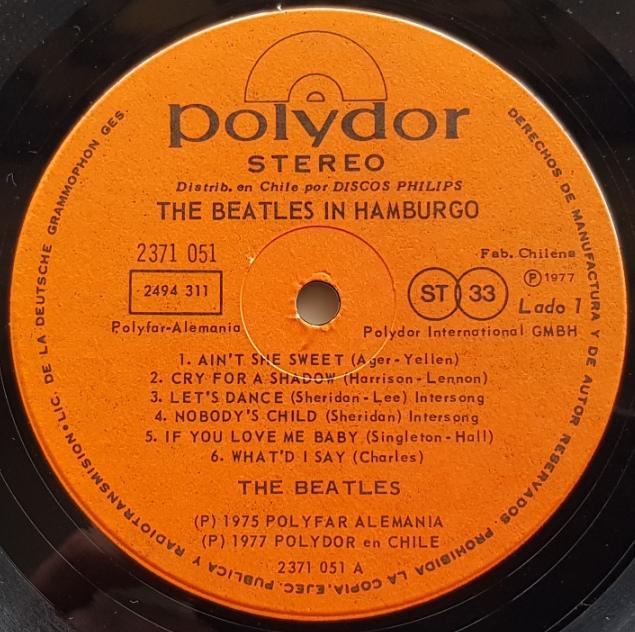 polydor
STEREO
Distrib. en Chile por DISCOS PHILIPS
THE BEATLES IN HAMBURGO
2371 051
2494 311
Polyfar-Alemania
Fab. Chilena
Ⓟ1977
ST 33
Lado 1
Polydor International GMBH
1. AIN'T SHE SWEET (Ager-Yellen)
2. CRY FOR A SHADOW (Harrison-Lennon)
3. LET'S DANCE (Sheridan-Lee) Intersong
4. NOBODY'S CHILD (Sheridan) Intersong
5. IF YOU LOVE ME BABY (Singleton-Hall)
6. WHAT'D I SAY (Charles)
THE BEATLES
(P) 1975 POLYFAR ALEMANIA
(P) 1977 POLYDOR en CHILE
2371 051 A
DERECHOS DE MANUFACTURA Y DE AUTOR RESERVADOS. PROHIBIDA LA COPIA, EJEC. PUBLICA Y RADIOTRANSMISION•LIC. DE LA DEUTSCHE GRAMMOPHON GES.